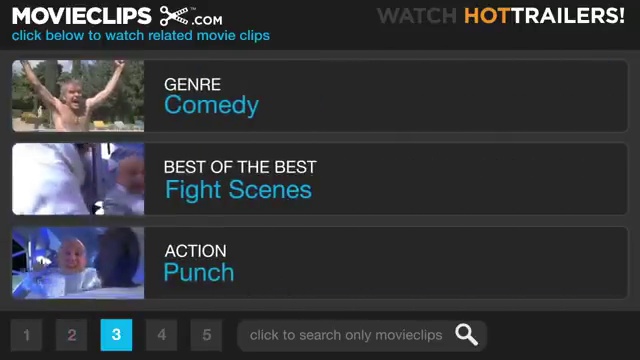 MOVIECLIPS .COM
WATCH HOTTRAILERS!
click below to watch related movie clips
GENRE
Comedy
BEST OF THE BEST
Fight Scenes
ACTION
Punch
1 2 3 4 5 click to search only movieclips